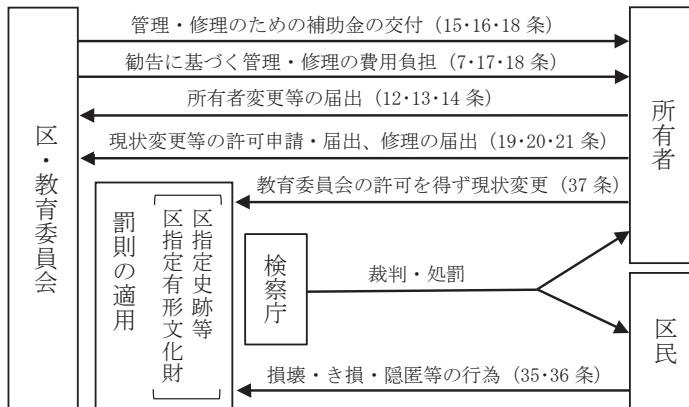 管理・修理のための補助金の交付（15・16・18 条）
勧告に基づく管理・修理の費用負担（7・17・18 条）
所有者変更等の届出（12・13・14 条）
現状変更等の許可申請・届出、修理の届出（19・20・21 条）
教育委員会の許可を得ず現状変更（37 条）
区・教育委員会
所有者
罰則の適用
区指定史跡等
区指定有形文化財
検察庁
裁判・処罰
区民
損壊・き損・隠匿等の行為（35・36 条）